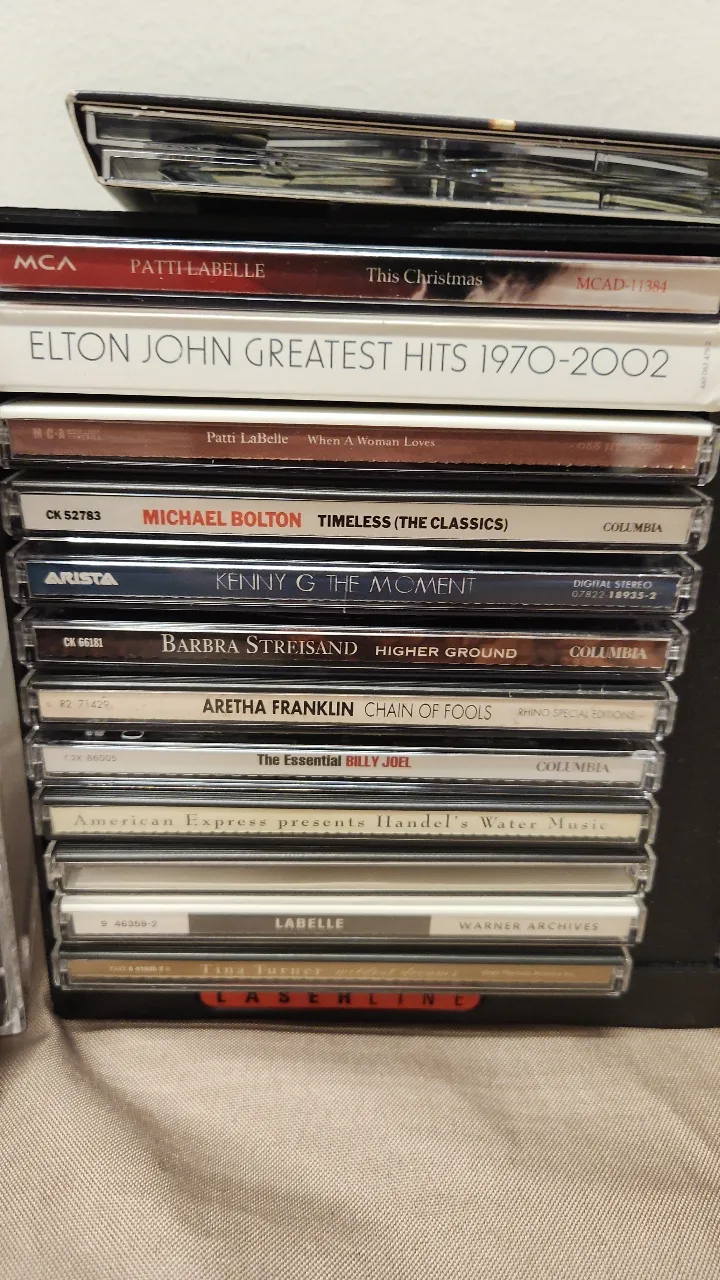 MCA PATTI LABELLE This Christmas MCAD-11384
ELTON JOHN GREATEST HITS 1970-2002
M·C·A Patti LaBelle When A Woman Loves
CK 52783 MICHAEL BOLTON TIMELESS (THE CLASSICS) COLUMBIA
ARISTA KENNY G THE MOMENT DIGITAL STEREO
07822-18935-2
CK 66181 BARBRA STREISAND HIGHER GROUND COLUMBIA
R2 71429 ARETHA FRANKLIN CHAIN OF FOOLS RHINO SPECIAL EDITIONS
The Essential BILLY JOEL COLUMBIA
American Express presents Handel's Water Music
9 46359-2 LABELLE WARNER ARCHIVES
Tina Turner
LASERLINE